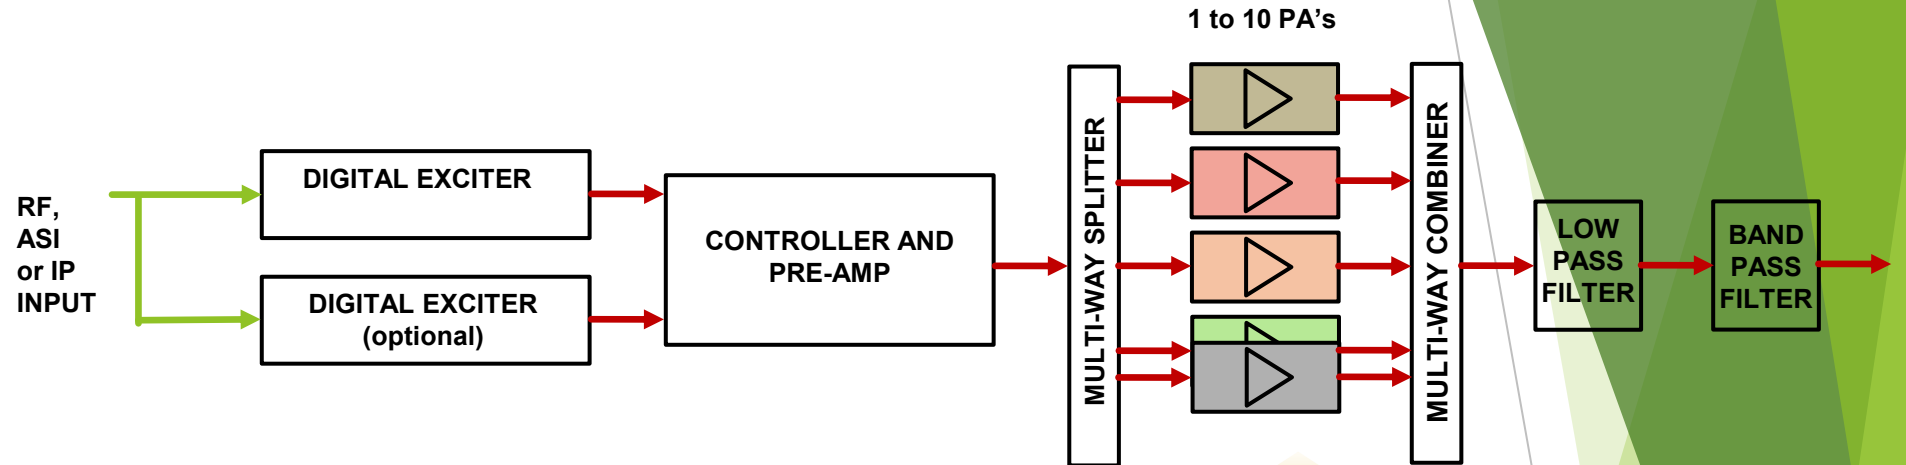 1 to 10 PA's
RF,
ASI
or IP
INPUT
DIGITAL EXCITER
DIGITAL EXCITER
(optional)
CONTROLLER AND
PRE-AMP
MULTI-WAY SPLITTER
MULTI-WAY COMBINER
LOW
PASS
FILTER
BAND
PASS
FILTER